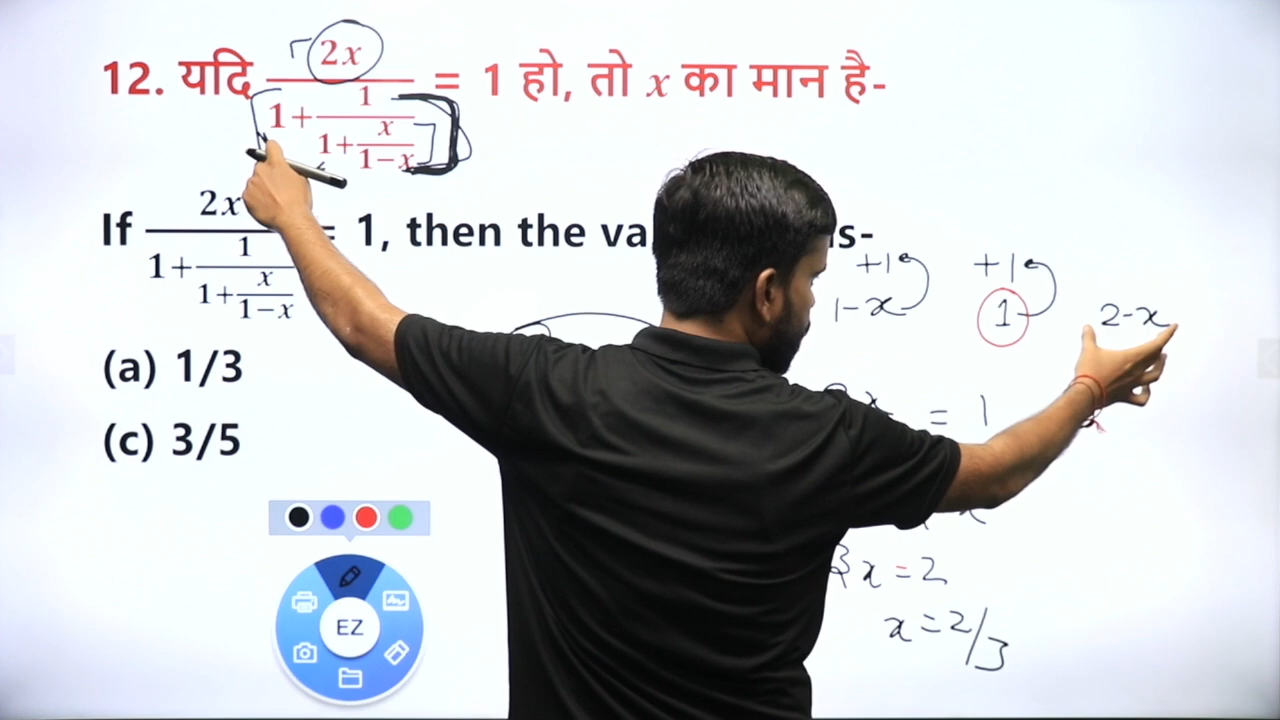 12. यदि 2x / 1+ 1 / 1+ x / 1−x = 1 हो, तो x का मान है-
If 2x / 1+ 1 / 1+ x / 1−x = 1, then the va s-
(a) 1/3
(c) 3/5
+1 +1
1-x 1 2-x
x = 1
x
3x=2
x=2/3
EZ